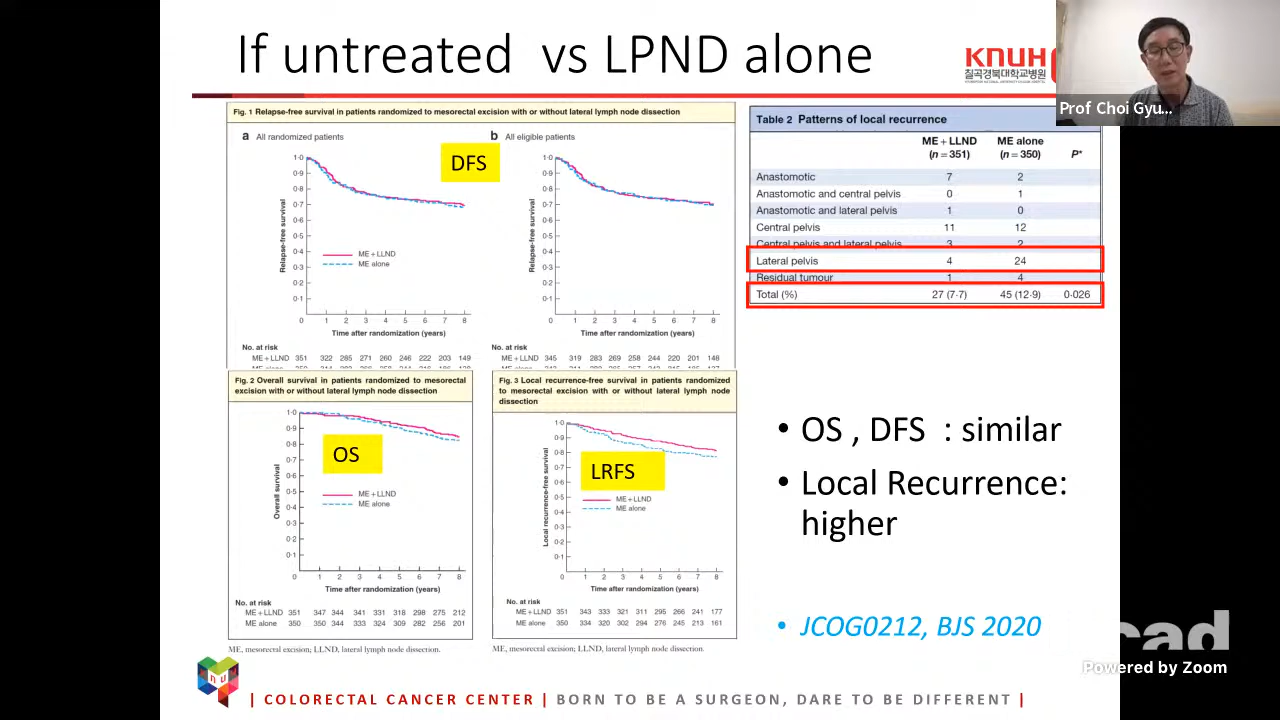 If untreated vs LPND alone
KNUH
칠곡경북대학교병원
Prof Choi Gyu...
Fig. 1 Relapse-free survival in patients randomized to mesorectal excision with or without lateral lymph node dissection
a All randomized patients
b All eligible patients
DFS
Relapse-free survival
1·0
0·9
0·8
0·7
0·6
0·5
0·4
0·3
0·2
0·1
ME+LLND
ME alone
0 1 2 3 4 5 6 7 8
Time after randomization (years)
No. at risk
ME+LLND 351 322 285 271 260 246 222 203 149
Relapse-free survival
1·0
0·9
0·8
0·7
0·6
0·5
0·4
0·3
0·2
0·1
0 1 2 3 4 5 6 7 8
Time after randomization (years)
No. at risk
ME+LLND 345 319 283 269 258 244 220 201 148
Table 2 Patterns of local recurrence
ME+LLND ME alone
(n=351) (n=350) P*
Anastomotic 7 2
Anastomotic and central pelvis 0 1
Anastomotic and lateral pelvis 1 0
Central pelvis 11 12
Central pelvis and lateral pelvis 3 2
Lateral pelvis 4 24
Residual tumour 1 4
Total (%) 27 (7·7) 45 (12·9) 0·026
Fig. 2 Overall survival in patients randomized to mesorectal
excision with or without lateral lymph node dissection
OS
Overall survival
1·0
0·9
0·8
0·7
0·6
0·5
0·4
0·3
0·2
0·1
ME+LLND
ME alone
0 1 2 3 4 5 6 7 8
Time after randomization (years)
No. at risk
ME+LLND 351 347 344 341 331 318 298 275 212
ME alone 350 350 344 333 324 309 282 256 201
ME, mesorectal excision; LLND, lateral lymph node dissection.
Fig. 3 Local recurrence-free survival in patients randomized
to mesorectal excision with or without lateral lymph node
dissection
LRFS
Local recurrence-free survival
1·0
0·9
0·8
0·7
0·6
0·5
0·4
0·3
0·2
0·1
ME+LLND
ME alone
0 1 2 3 4 5 6 7 8
Time after randomization (years)
No. at risk
ME+LLND 351 343 333 321 311 295 266 241 177
ME alone 350 334 320 302 294 276 245 213 161
ME, mesorectal excision; LLND, lateral lymph node dissection.
• OS , DFS : similar
• Local Recurrence:
higher
• JCOG0212, BJS 2020
cad
Powered by Zoom
| COLORECTAL CANCER CENTER | BORN TO BE A SURGEON, DARE TO BE DIFFERENT |